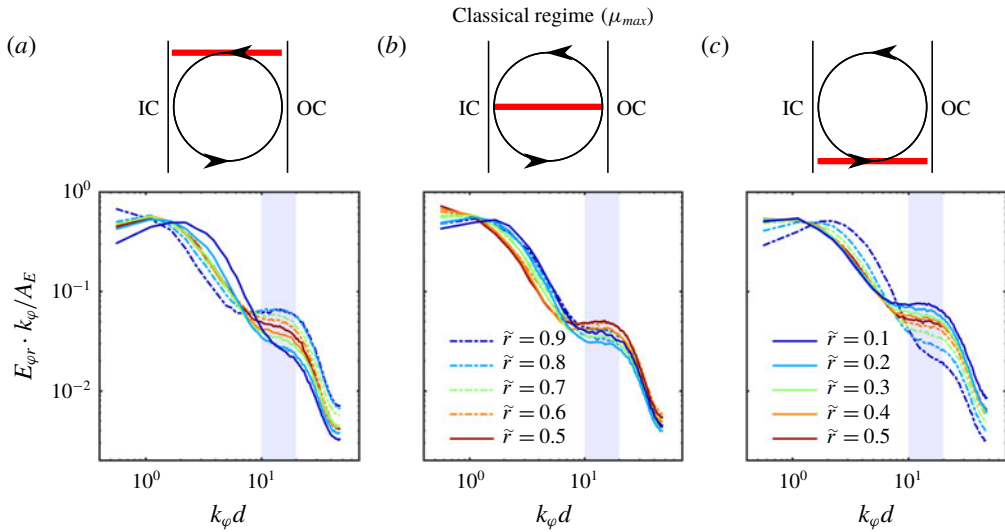 Classical regime (μmax)
(a)
(b)
(c)
IC
OC
IC
OC
IC
OC
10^0
10^−1
10^−2
E_φr · k_φ/A_E
r̃ = 0.9
r̃ = 0.8
r̃ = 0.7
r̃ = 0.6
r̃ = 0.5
r̃ = 0.1
r̃ = 0.2
r̃ = 0.3
r̃ = 0.4
r̃ = 0.5
10^0
10^1
10^0
10^1
10^0
10^1
k_φd
k_φd
k_φd